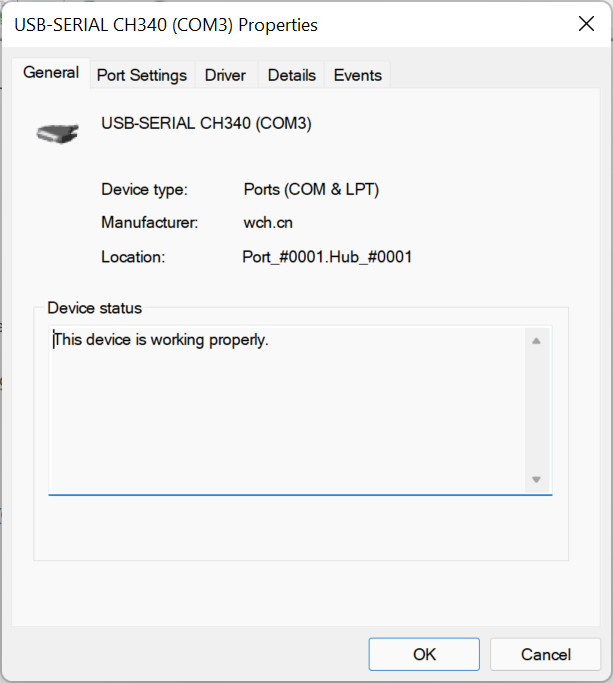 USB-SERIAL CH340 (COM3) Properties
General Port Settings Driver Details Events
USB-SERIAL CH340 (COM3)
Device type: Ports (COM & LPT)
Manufacturer: wch.cn
Location: Port_#0001.Hub_#0001
Device status
This device is working properly.
OK Cancel